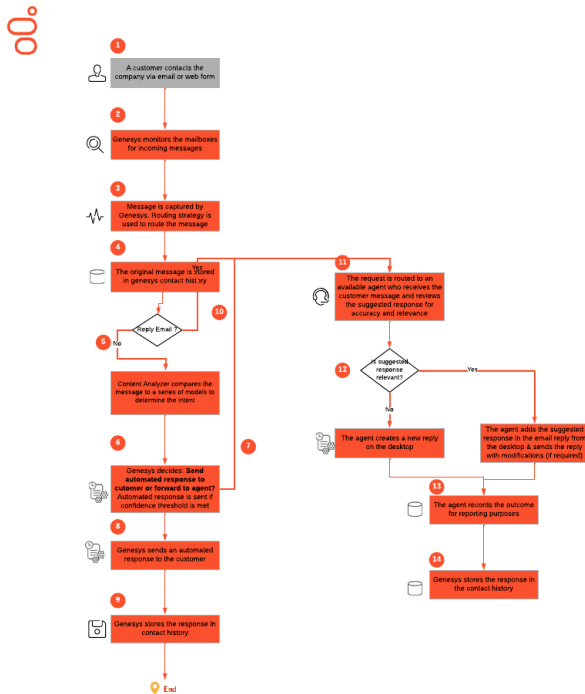 1
A customer contacts the
company via email or web form
2
Genesys monitors the mailboxes
for incoming messages
3
Message is captured by
Genesys. Routing strategy is
used to route the message
4
The original message is stored
in genesys contact history
Yes
10
Reply Email ?
5
No
Content Analyzer compares the
message to a series of models to
determine the intent
6
7
Genesys decides: Send
automated response to
cutomer or forward to agent?
Automated response is sent if
confidence threshold is met
8
Genesys sends an automated
response to the customer
9
Genesys stores the response in
contact history
End
11
The request is routed to an
available agent who receives the
customer message and reviews
the suggested response for
accuracy and relevance
12
Is suggested
response
relevant?
Yes
No
The agent creates a new reply
on the desktop
The agent adds the suggested
response in the email reply from
the desktop & sends the reply
with modifications (if required)
13
The agent records the outcome
for reporting purposes
14
Genesys stores the response in
the contact history